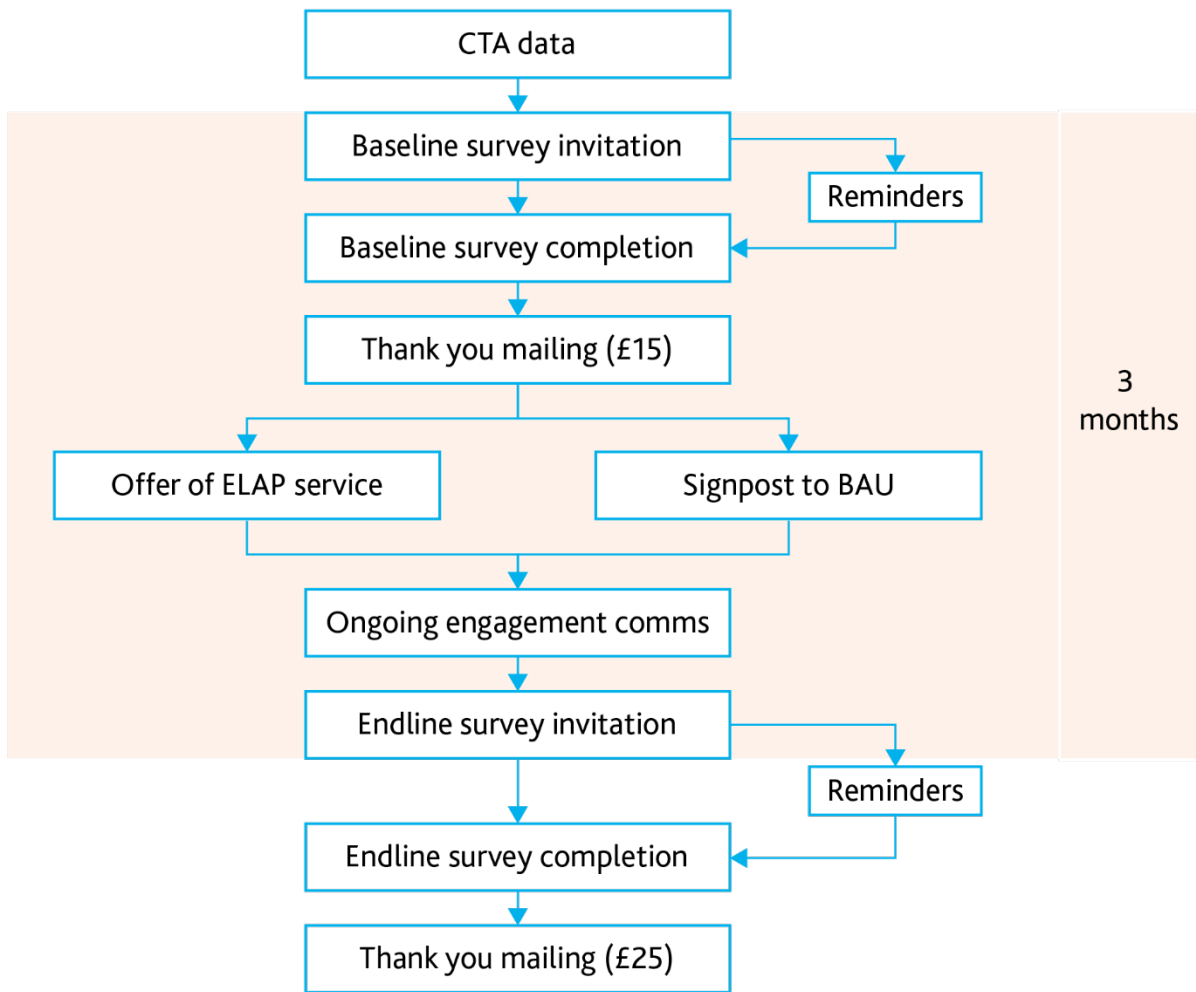 CTA data
Baseline survey invitation
Reminders
Baseline survey completion
Thank you mailing (£15)
3
months
Offer of ELAP service
Signpost to BAU
Ongoing engagement comms
Endline survey invitation
Reminders
Endline survey completion
Thank you mailing (£25)